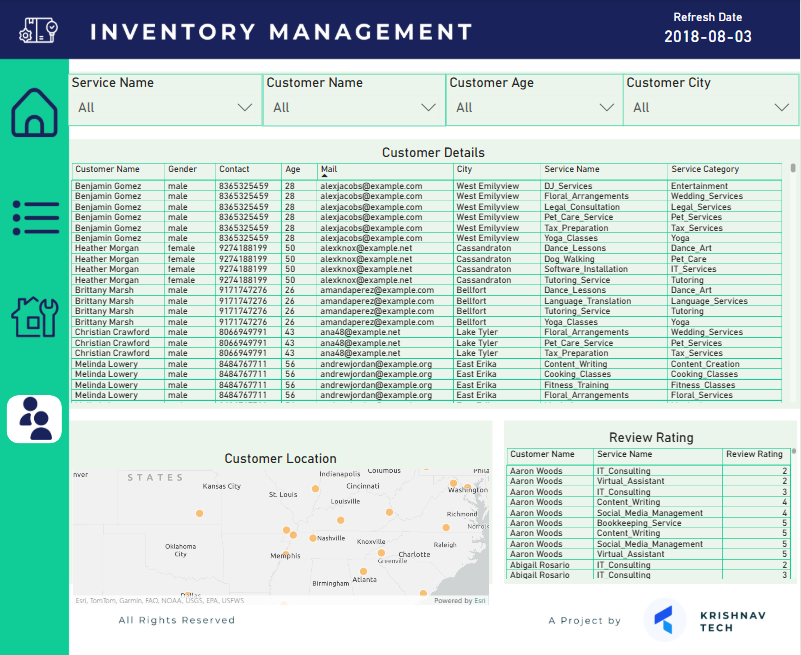 INVENTORY MANAGEMENT
Refresh Date
2018-08-03
Service Name Customer Name Customer Age Customer City
All All All All
Customer Details
Customer Name Gender Contact Age Mail City Service Name Service Category
Benjamin Gomez male 8365325459 28 alexjacobs@example.com West Emilyview DJ_Services Entertainment
Benjamin Gomez male 8365325459 28 alexjacobs@example.com West Emilyview Floral_Arrangements Wedding_Services
Benjamin Gomez male 8365325459 28 alexjacobs@example.com West Emilyview Legal_Consultation Legal_Services
Benjamin Gomez male 8365325459 28 alexjacobs@example.com West Emilyview Pet_Care_Service Pet_Services
Benjamin Gomez male 8365325459 28 alexjacobs@example.com West Emilyview Tax_Preparation Tax_Services
Benjamin Gomez male 8365325459 28 alexjacobs@example.com West Emilyview Yoga_Classes Yoga
Heather Morgan female 9274188199 50 alexknox@example.net Cassandraton Dance_Lessons Dance_Art
Heather Morgan female 9274188199 50 alexknox@example.net Cassandraton Dog_Walking Pet_Care
Heather Morgan female 9274188199 50 alexknox@example.net Cassandraton Software_Installation IT_Services
Heather Morgan female 9274188199 50 alexknox@example.net Cassandraton Tutoring_Service Tutoring
Brittany Marsh male 9171747276 26 amandaperez@example.com Bellfort Dance_Lessons Dance_Art
Brittany Marsh male 9171747276 26 amandaperez@example.com Bellfort Language_Translation Language_Services
Brittany Marsh male 9171747276 26 amandaperez@example.com Bellfort Tutoring_Service Tutoring
Brittany Marsh male 9171747276 26 amandaperez@example.com Bellfort Yoga_Classes Yoga
Christian Crawford male 8066949791 43 ana48@example.net Lake Tyler Floral_Arrangements Wedding_Services
Christian Crawford male 8066949791 43 ana48@example.net Lake Tyler Pet_Care_Service Pet_Services
Christian Crawford male 8066949791 43 ana48@example.net Lake Tyler Tax_Preparation Tax_Services
Melinda Lowery male 8484767711 56 andrewjordan@example.org East Erika Content_Writing Content_Creation
Melinda Lowery male 8484767711 56 andrewjordan@example.org East Erika Cooking_Classes Cooking_Classes
Melinda Lowery male 8484767711 56 andrewjordan@example.org East Erika Fitness_Training Fitness_Classes
Melinda Lowery male 8484767711 56 andrewjordan@example.org East Erika Floral_Arrangements Floral_Services
Customer Location
nver
STATES
Kansas City
St. Louis
Indianapolis
Columbus
Cincinnati
Louisville
Phila
Washington
Richmond
Norfolk
Oklahoma
City
Memphis
Nashville
Knoxville
Raleigh
Charlotte
Greenville
Birmingham
Atlanta
Dallas
Esri, TomTom, Garmin, FAO, NOAA, USGS, EPA, USFWS
Powered by Esri
Review Rating
Customer Name Service Name Review Rating
Aaron Woods IT_Consulting 2
Aaron Woods Virtual_Assistant 2
Aaron Woods IT_Consulting 3
Aaron Woods Content_Writing 4
Aaron Woods Social_Media_Management 4
Aaron Woods Bookkeeping_Service 5
Aaron Woods Content_Writing 5
Aaron Woods Social_Media_Management 5
Aaron Woods Virtual_Assistant 5
Abigail Rosario IT_Consulting 2
Abigail Rosario IT_Consulting 3
All Rights Reserved
A Project by
KRISHNAV
TECH